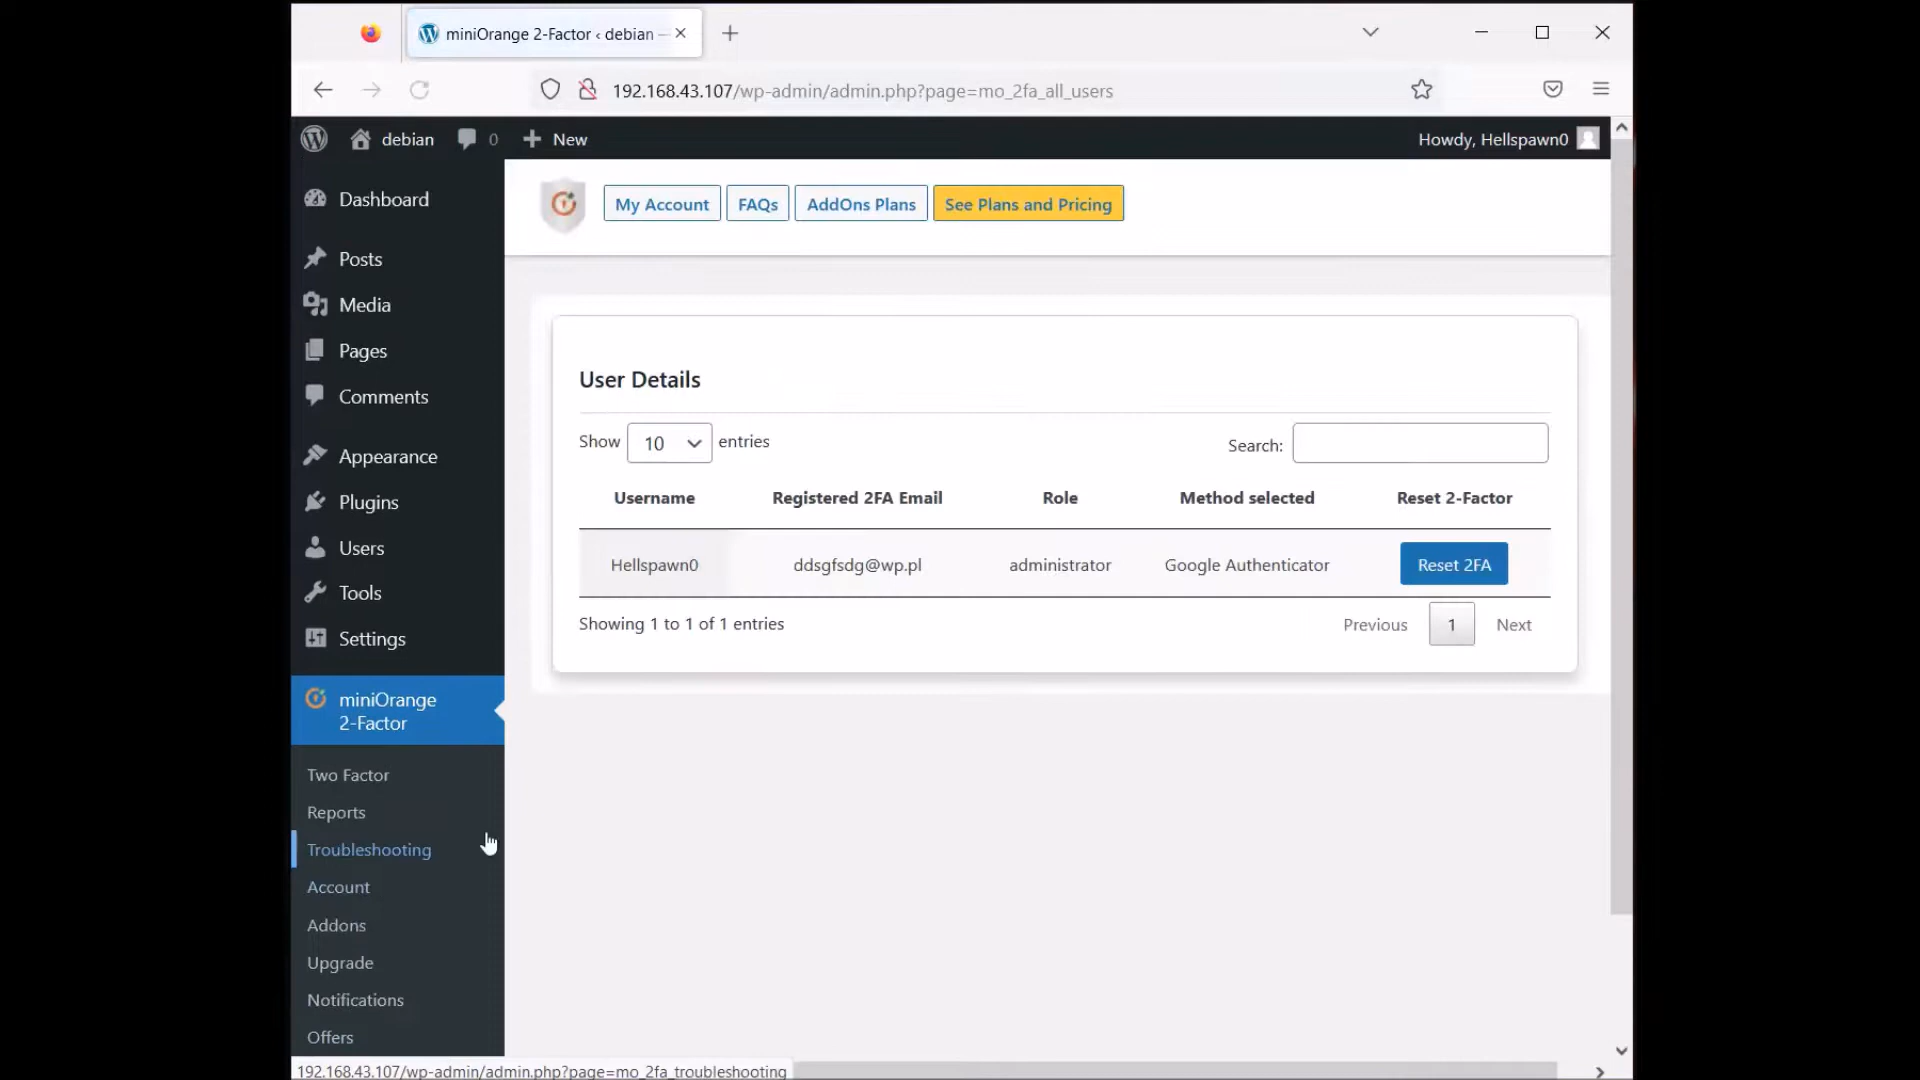 miniOrange 2-Factor ‹ debian —
192.168.43.107/wp-admin/admin.php?page=mo_2fa_all_users
debian 0 New Howdy, Hellspawn0
Dashboard
Posts
Media
Pages
Comments
Appearance
Plugins
Users
Tools
Settings
miniOrange
2-Factor
Two Factor
Reports
Troubleshooting
Account
Addons
Upgrade
Notifications
Offers
My Account FAQs AddOns Plans See Plans and Pricing
User Details
Show 10 entries Search:
Username Registered 2FA Email Role Method selected Reset 2-Factor
Hellspawn0 ddsgfsdg@wp.pl administrator Google Authenticator Reset 2FA
Showing 1 to 1 of 1 entries Previous 1 Next
192.168.43.107/wp-admin/admin.php?page=mo_2fa_troubleshooting